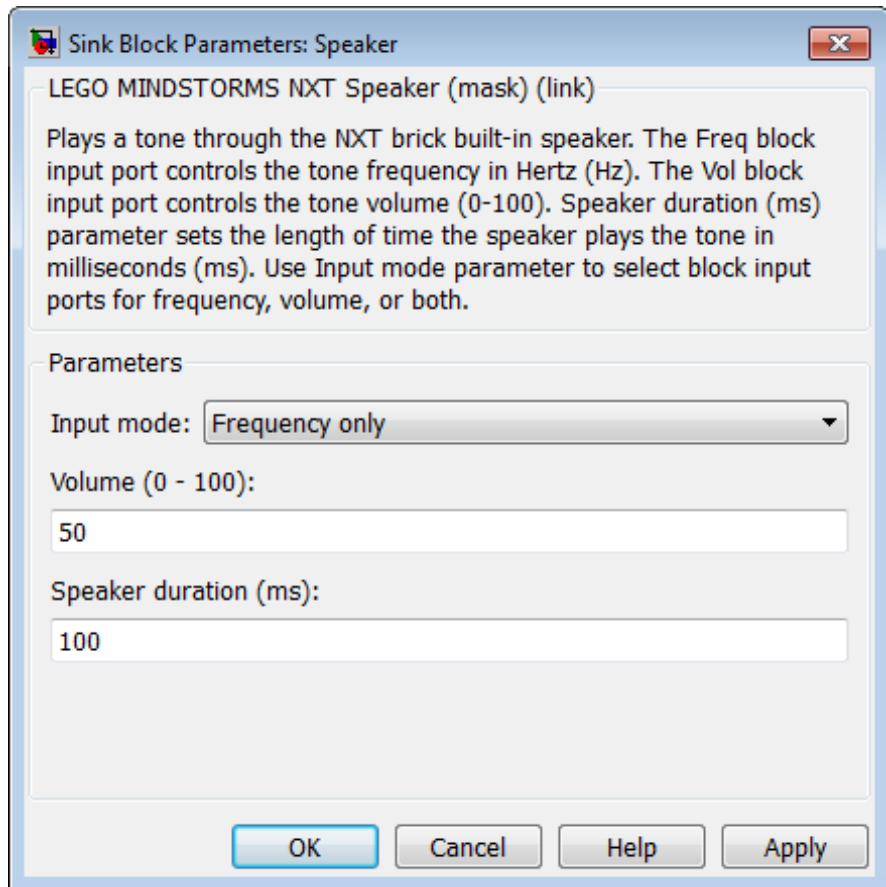 Sink Block Parameters: Speaker
LEGO MINDSTORMS NXT Speaker (mask) (link)
Plays a tone through the NXT brick built-in speaker. The Freq block
input port controls the tone frequency in Hertz (Hz). The Vol block
input port controls the tone volume (0-100). Speaker duration (ms)
parameter sets the length of time the speaker plays the tone in
milliseconds (ms). Use Input mode parameter to select block input
ports for frequency, volume, or both.
Parameters
Input mode: Frequency only
Volume (0 - 100):
50
Speaker duration (ms):
100
OK Cancel Help Apply